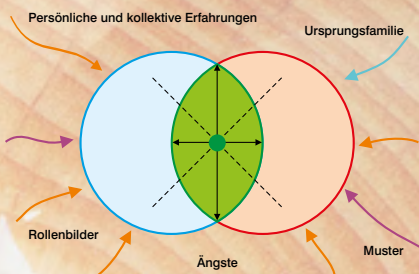 Persönliche und kollektive Erfahrungen
Ursprungsfamilie
Rollenbilder
Muster
Ängste